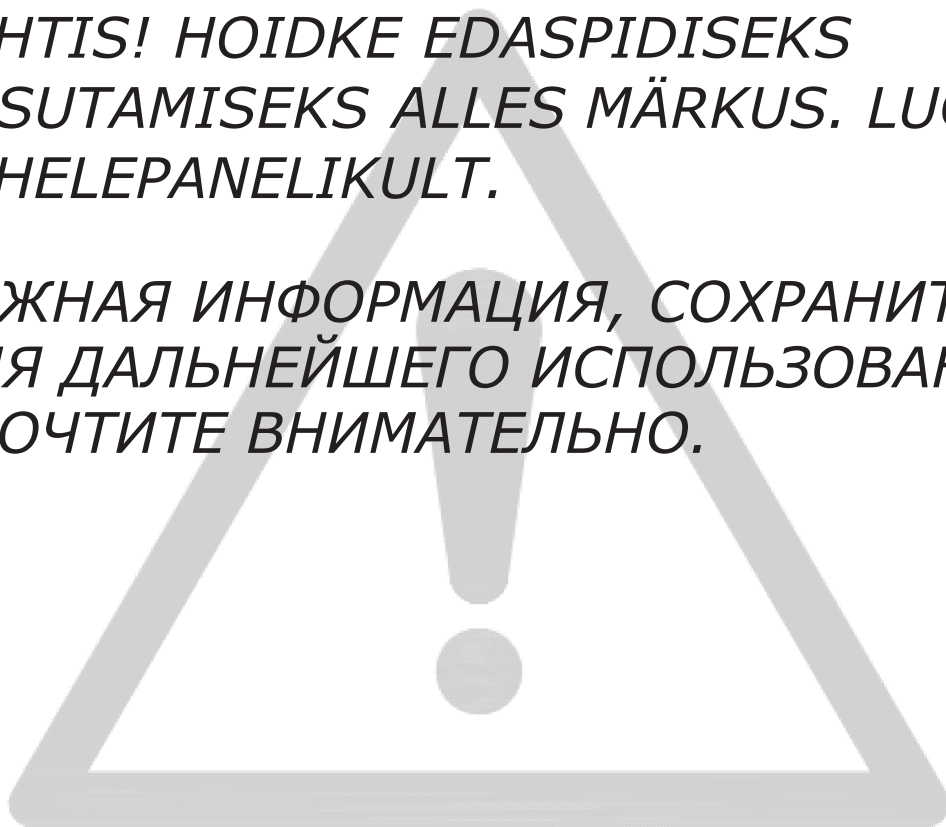 HTIS! HOIDKE EDASPIDISEKS
SUTAMISEKS ALLES MÄRKUS. LU
HELEPANELIKULT.
ЖНАЯ ИНФОРМАЦИЯ, СОХРАНИТ
Я ДАЛЬНЕЙШЕГО ИСПОЛЬЗОВАН
ОЧТИТЕ ВНИМАТЕЛЬНО.